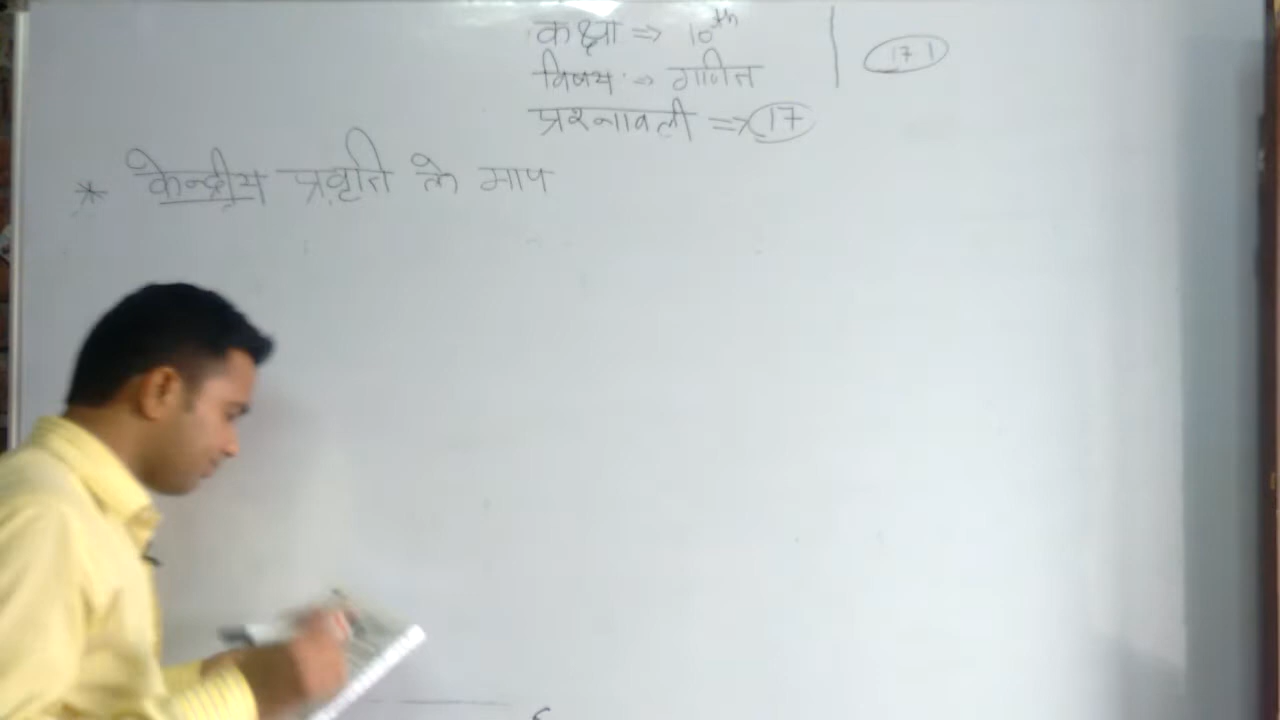 कक्षा => 10th
17.1
विषय => गणित
प्रश्नावली => 17
* केन्द्रीय प्रवृति के माप